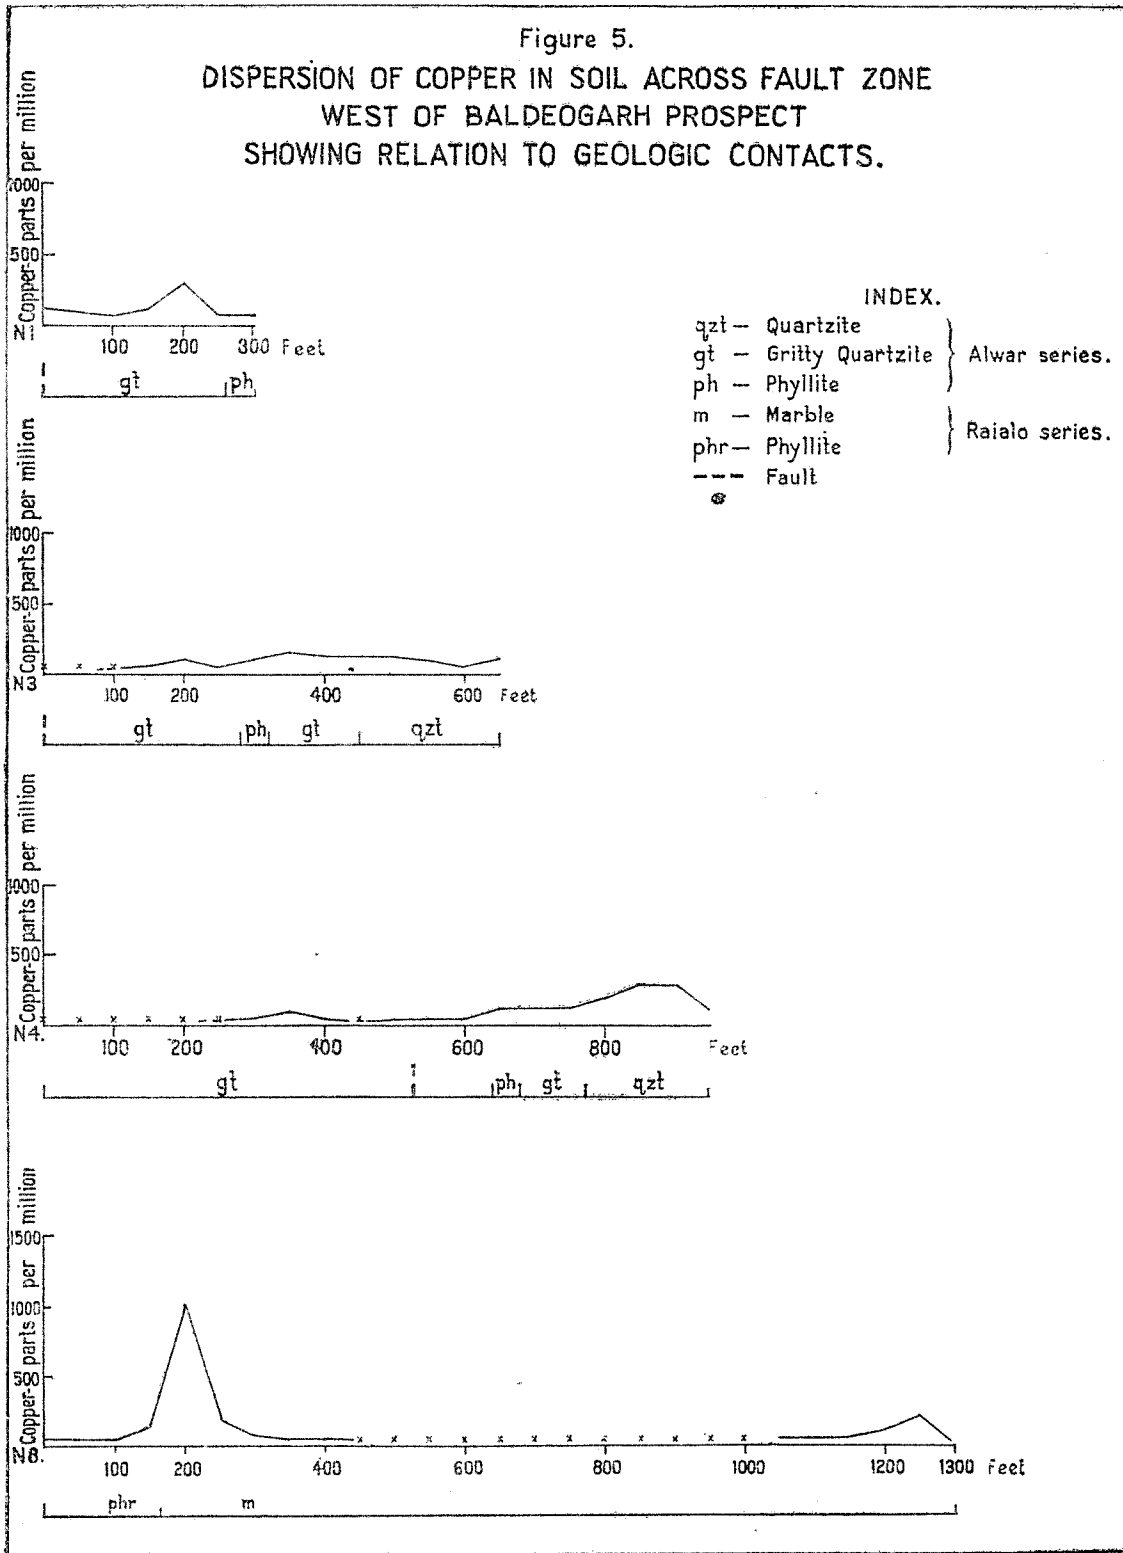 Figure 5.
DISPERSION OF COPPER IN SOIL ACROSS FAULT ZONE
WEST OF BALDEOGARH PROSPECT
SHOWING RELATION TO GEOLOGIC CONTACTS.
Copper-parts per million
1000
500
N1
100 200 300 Feet
gt ph
INDEX.
qzt — Quartzite
gt — Gritty Quartzite
ph — Phyllite
Alwar series.
m — Marble
phr — Phyllite
Raialo series.
--- Fault
Copper-parts per million
1000
500
N3
100 200 400 600 Feet
gt ph gt qzt
Copper-parts per million
1000
500
N4.
100 200 400 600 800 Feet
gt ph gt qzt
Copper-parts per million
1500
1000
500
N8.
100 200 400 600 800 1000 1200 1300 Feet
phr m